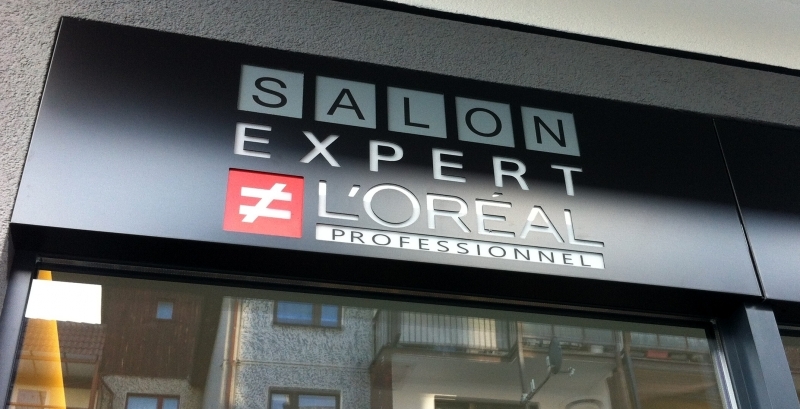 SALON
EXPERT
≠ L'ORÉAL
PROFESSIONNEL